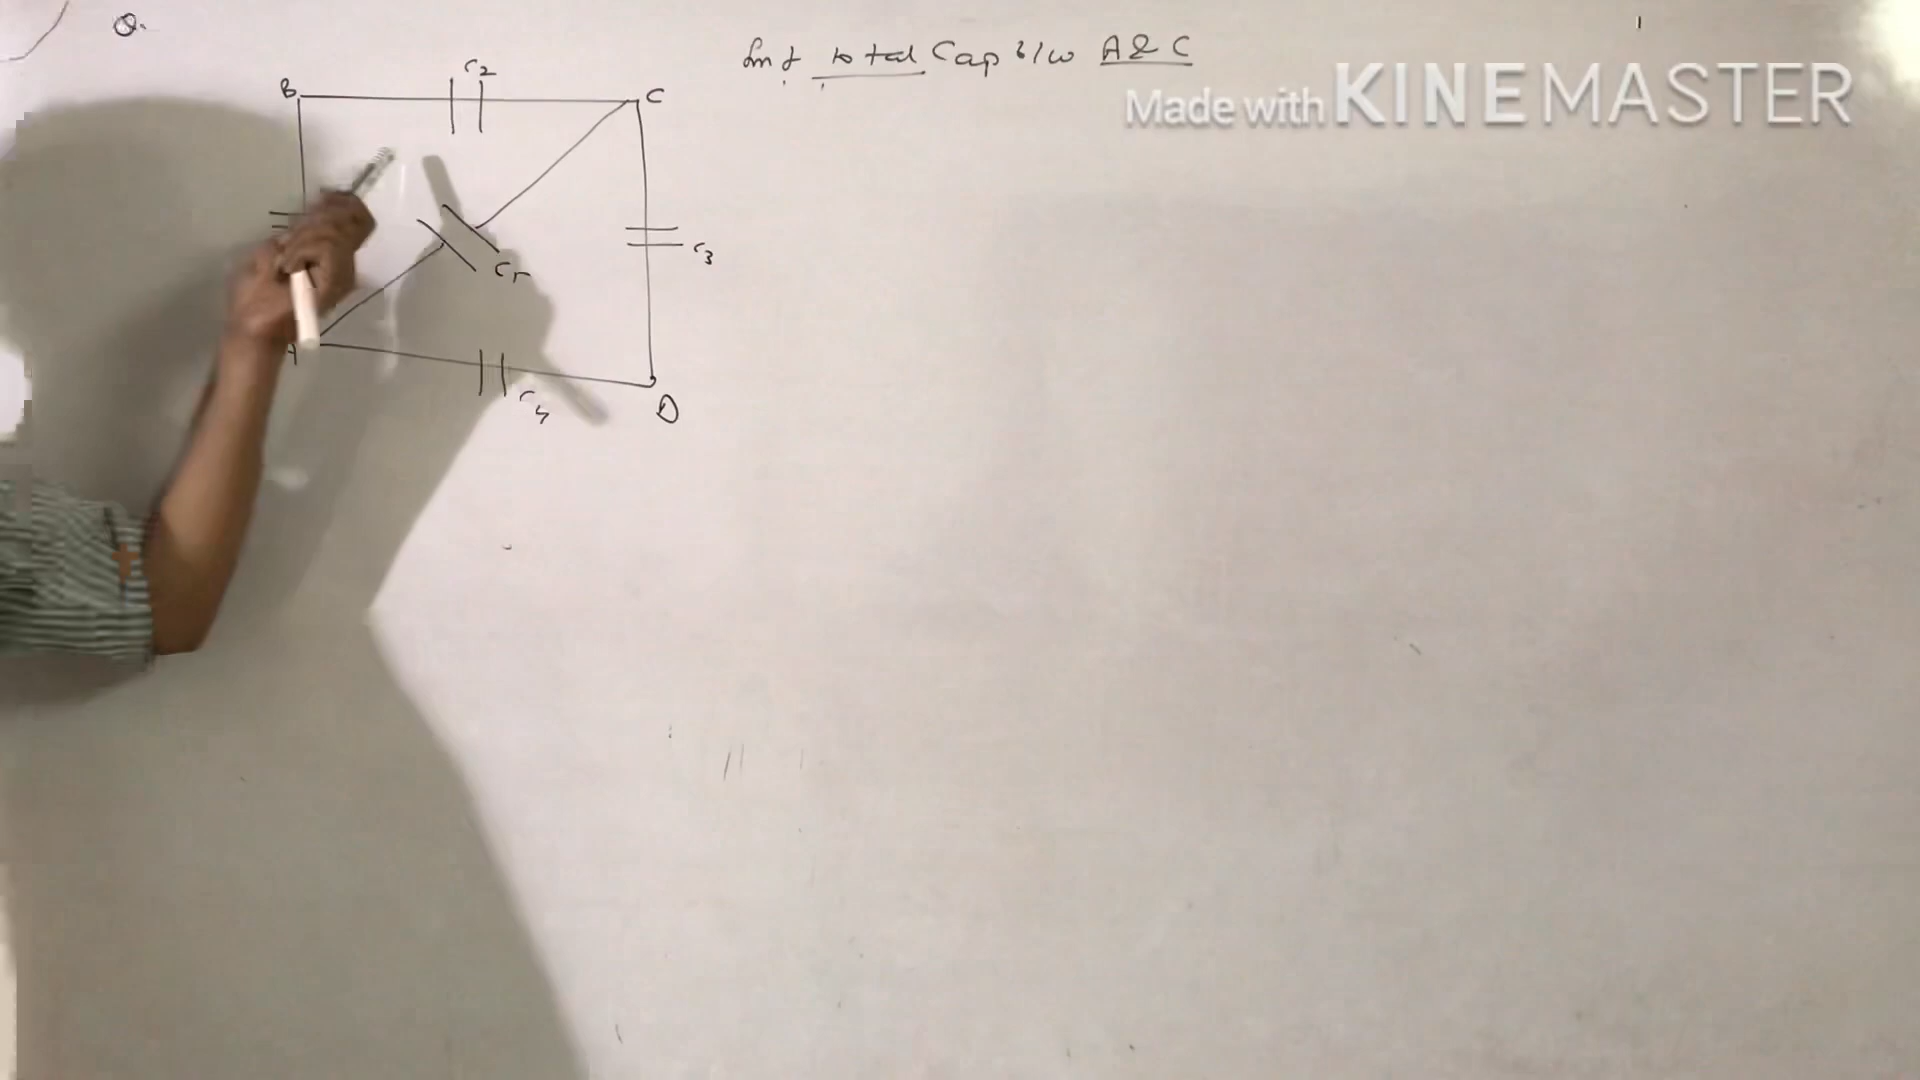 Q.
find total Cap b/w A & C
Made with KINEMASTER
B
C2
C
C5
C3
A
C4
D